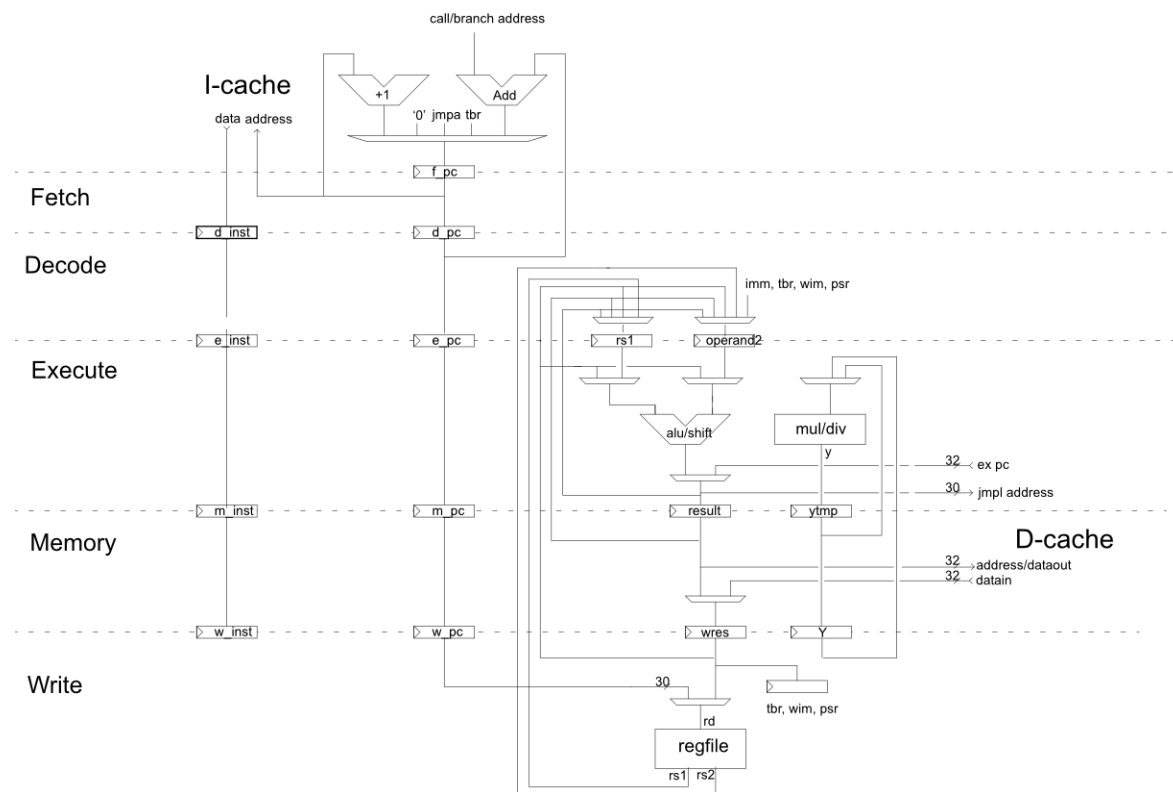 call/branch address
I-cache
+1
Add
data address
'0' jmpa tbr
f_pc
Fetch
d_inst
d_pc
Decode
imm, tbr, wim, psr
e_inst
e_pc
rs1
operand2
Execute
alu/shift
mul/div
y
32
ex pc
30
jmpl address
m_inst
m_pc
result
ytmp
Memory
D-cache
32
address/dataout
32
datain
w_inst
w_pc
wres
Y
Write
30
tbr, wim, psr
rd
regfile
rs1 rs2